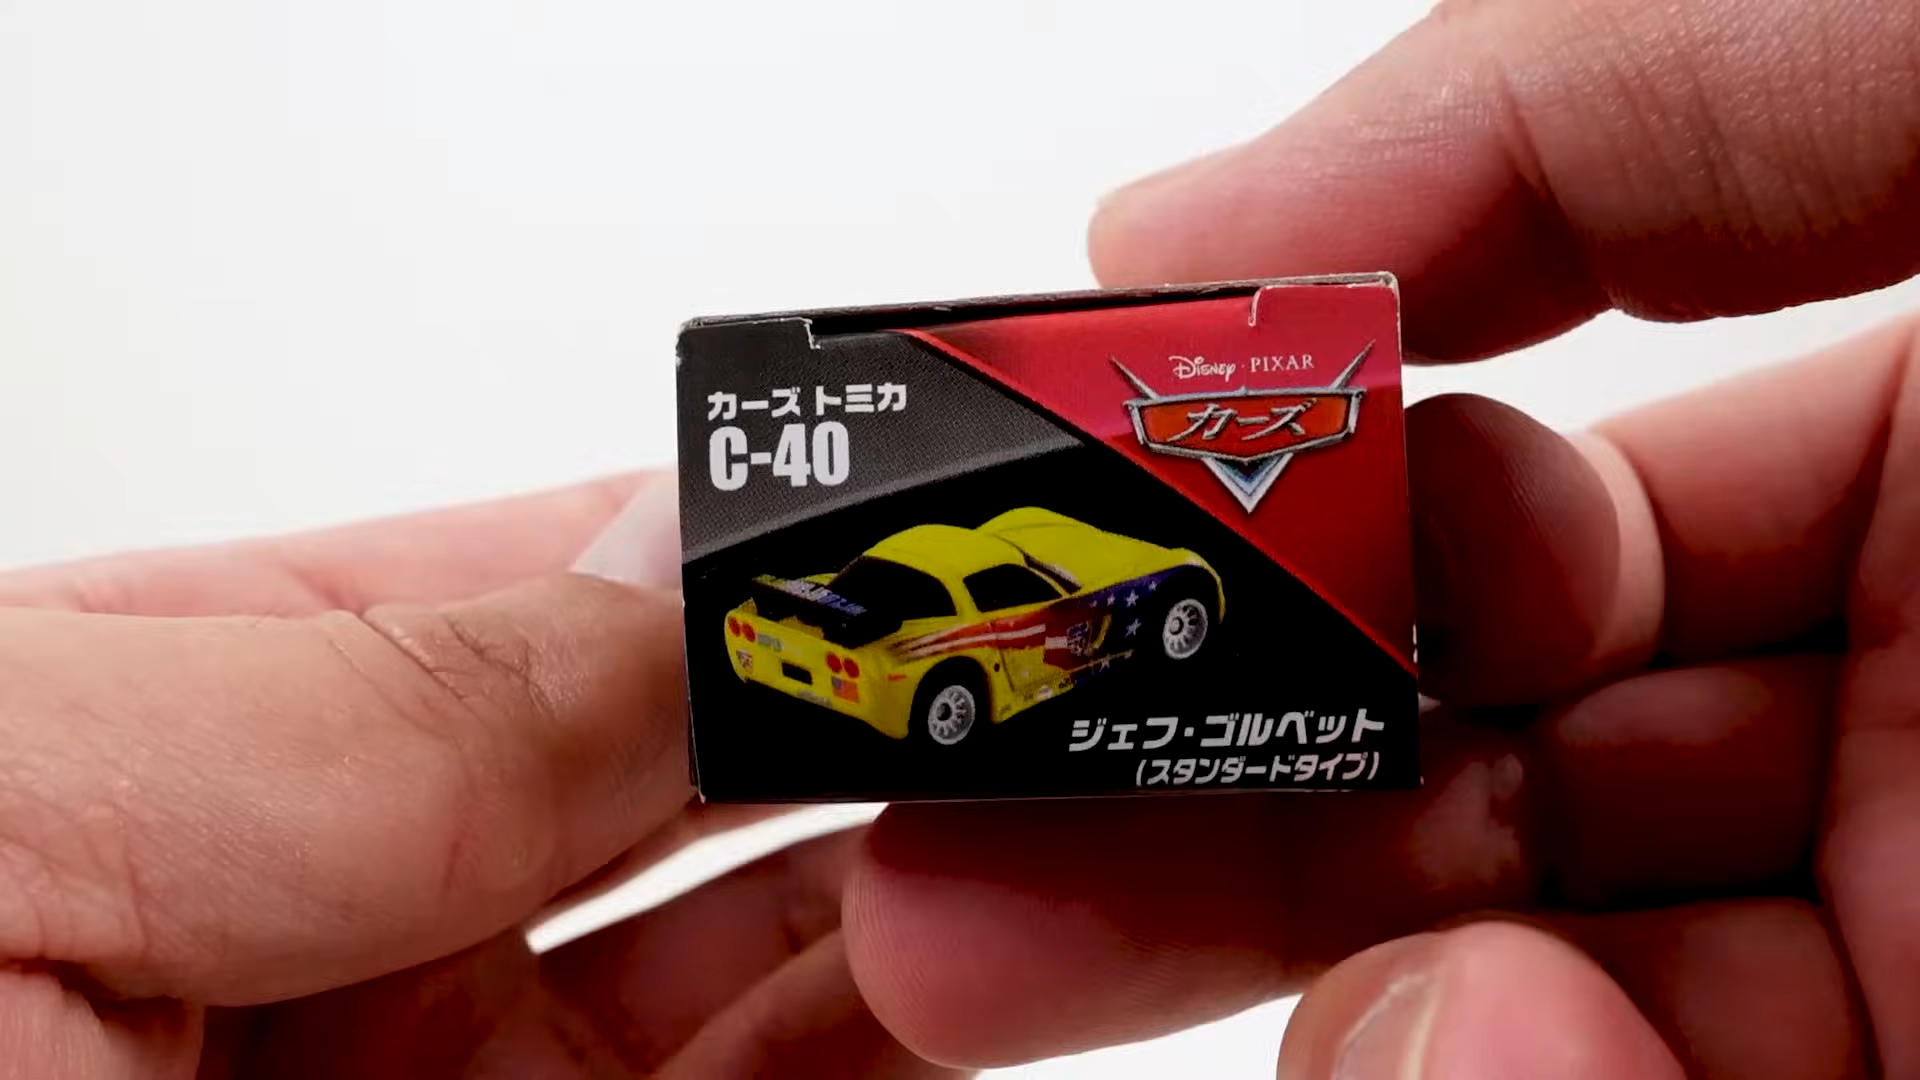 カーズ トミカ
C-40
Disney・PIXAR
カーズ
ジェフ・ゴルベット
(スタンダードタイプ)